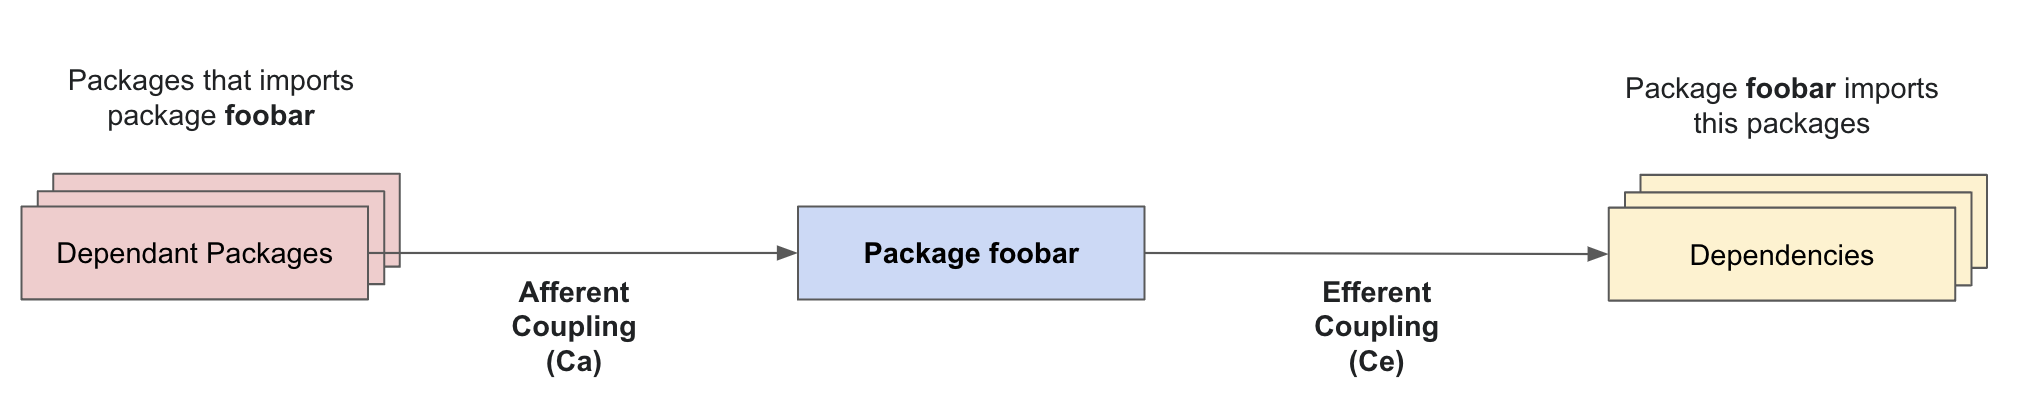 Packages that imports
package foobar
Package foobar imports
this packages
Dependant Packages
Package foobar
Dependencies
Afferent
Coupling
(Ca)
Efferent
Coupling
(Ce)